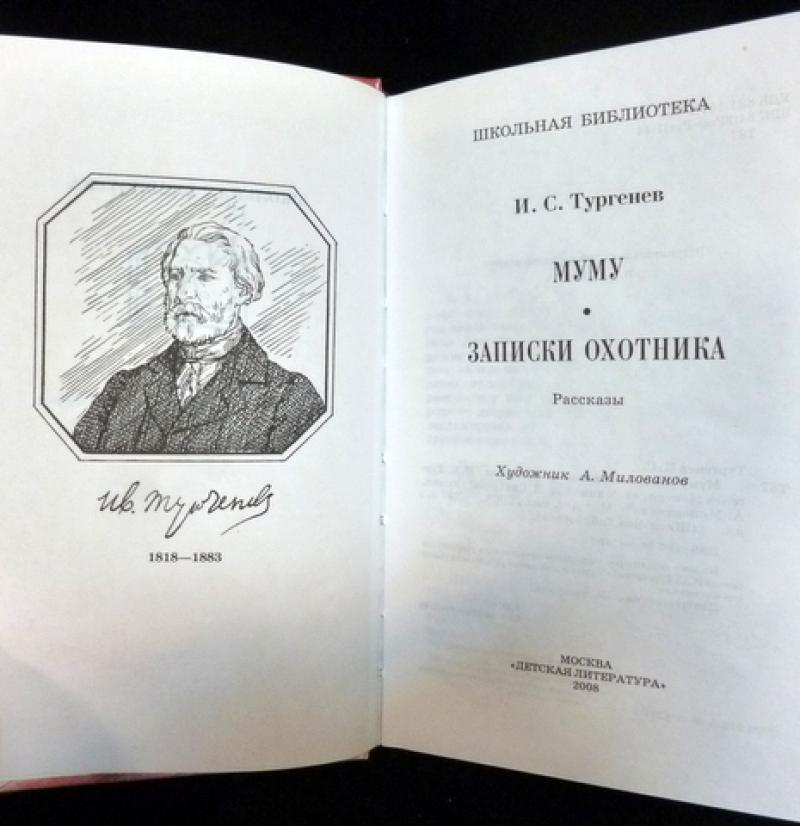 Ив. Тургенев
1818—1883
ШКОЛЬНАЯ БИБЛИОТЕКА
И. С. Тургенев
МУМУ
•
ЗАПИСКИ ОХОТНИКА
Рассказы
Художник А. Милованов
МОСКВА
«ДЕТСКАЯ ЛИТЕРАТУРА»
2008